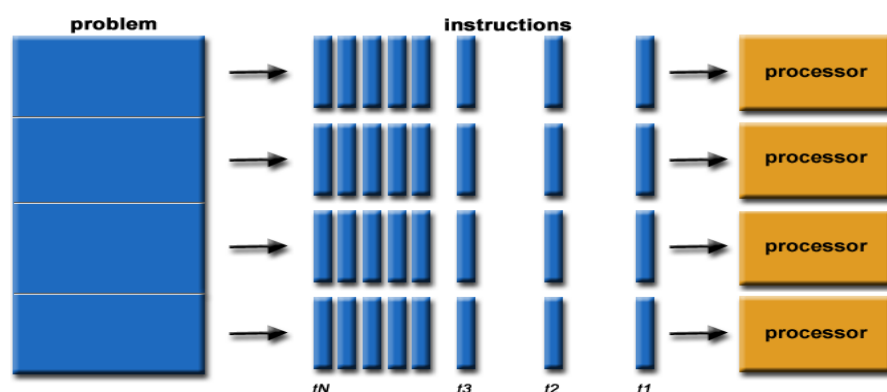 problem
instructions
processor
processor
processor
processor
tN t3 t2 t1